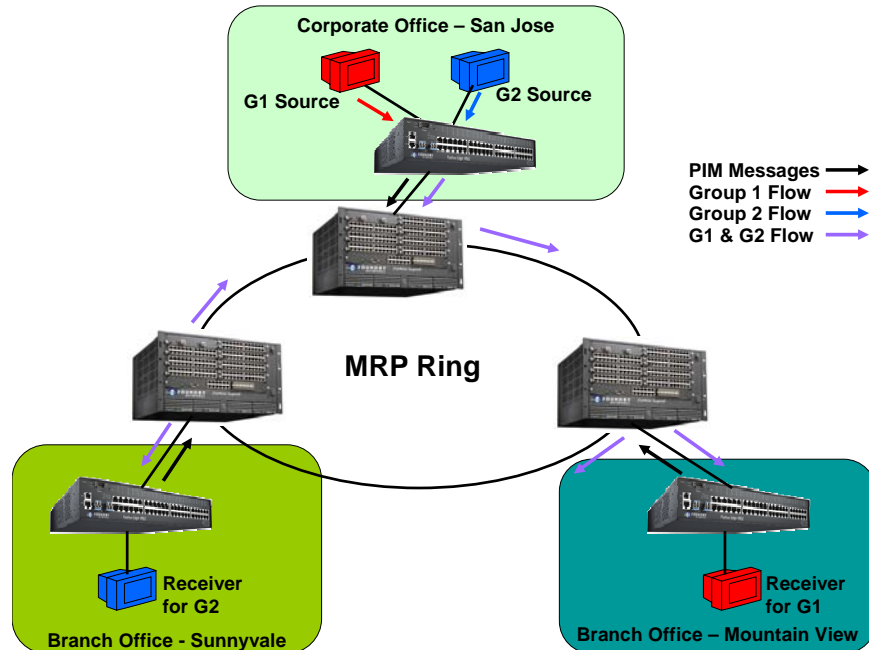 Corporate Office – San Jose
G1 Source
G2 Source
PIM Messages
Group 1 Flow
Group 2 Flow
G1 & G2 Flow
MRP Ring
Receiver
for G2
Branch Office - Sunnyvale
Receiver
for G1
Branch Office – Mountain View